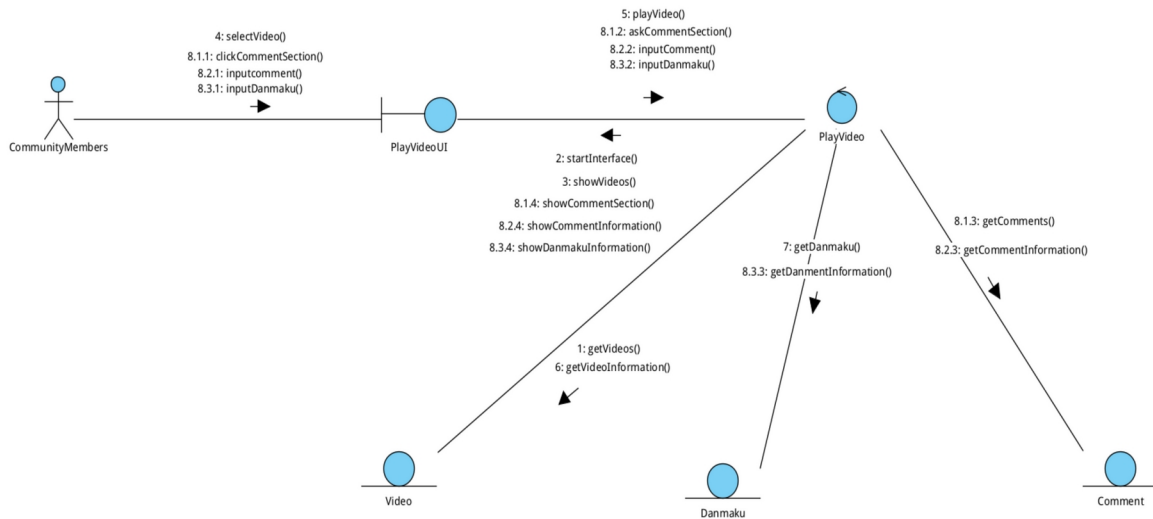 4: selectVideo()
8.1.1: clickCommentSection()
8.2.1: inputcomment()
8.3.1: inputDanmaku()
5: playVideo()
8.1.2: askCommentSection()
8.2.2: inputComment()
8.3.2: inputDanmaku()
CommunityMembers
PlayVideoUI
PlayVideo
2: startInterface()
3: showVideos()
8.1.4: showCommentSection()
8.2.4: showCommentInformation()
8.3.4: showDanmakuInformation()
7: getDanmaku()
8.3.3: getDanmentInformation()
8.1.3: getComments()
8.2.3: getCommentInformation()
1: getVideos()
6: getVideoInformation()
Video
Danmaku
Comment